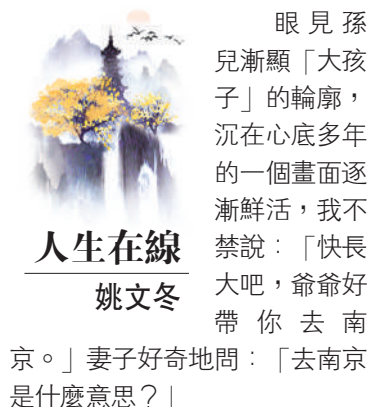 人生在線
姚文冬
眼見孫
兒漸顯「大孩
子」的輪廓，
沉在心底多年
的一個畫面逐
漸鮮活，我不
禁說：「快長
大吧，爺爺好
帶你去南
京。」妻子好奇地問：「去南京
是什麼意思？」